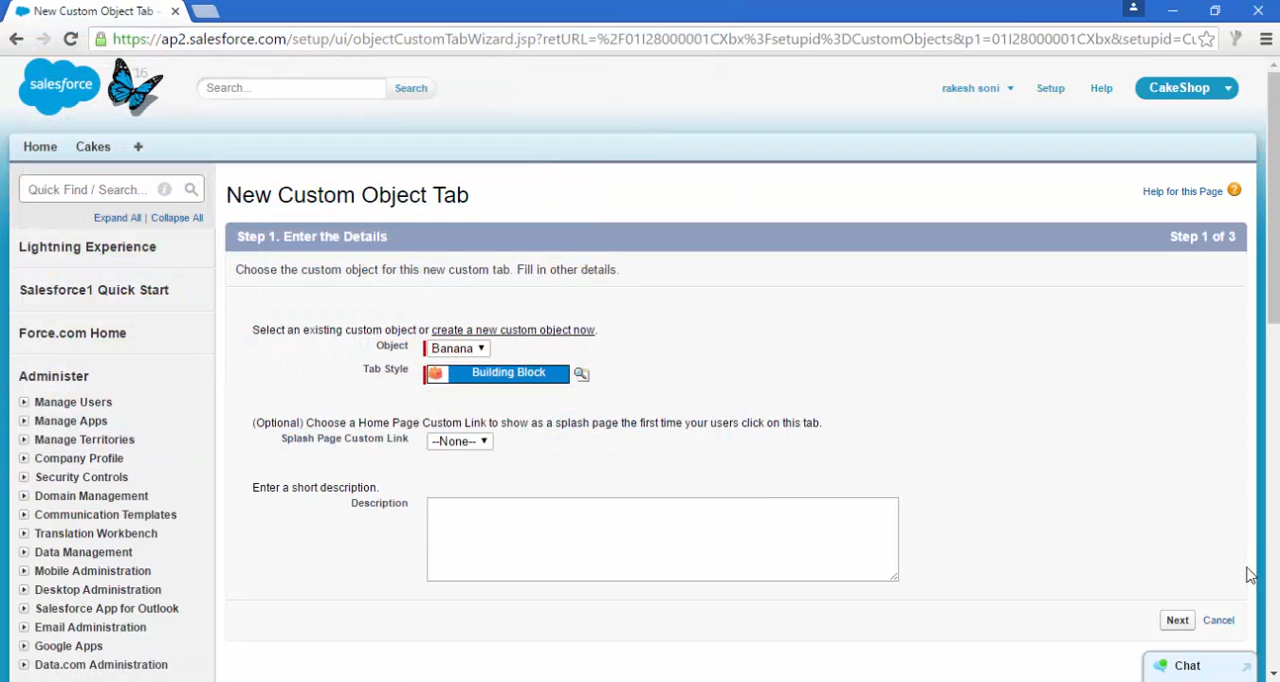 New Custom Object Tab -
https://ap2.salesforce.com/setup/ui/objectCustomTabWizard.jsp?retURL=%2F01I28000001CXbx%3Fsetupid%3DCustomObjects&p1=01I28000001CXbx&setupid=Cu
salesforce
16
Search...
Search
rakesh soni
Setup
Help
CakeShop
Home
Cakes
+
Quick Find / Search...
Expand All | Collapse All
Lightning Experience
Salesforce1 Quick Start
Force.com Home
Administer
Manage Users
Manage Apps
Manage Territories
Company Profile
Security Controls
Domain Management
Communication Templates
Translation Workbench
Data Management
Mobile Administration
Desktop Administration
Salesforce App for Outlook
Email Administration
Google Apps
Data.com Administration
New Custom Object Tab
Help for this Page
Step 1. Enter the Details
Step 1 of 3
Choose the custom object for this new custom tab. Fill in other details.
Select an existing custom object or create a new custom object now.
Object
Banana
Tab Style
Building Block
(Optional) Choose a Home Page Custom Link to show as a splash page the first time your users click on this tab.
Splash Page Custom Link
--None--
Enter a short description.
Description
Next
Cancel
Chat